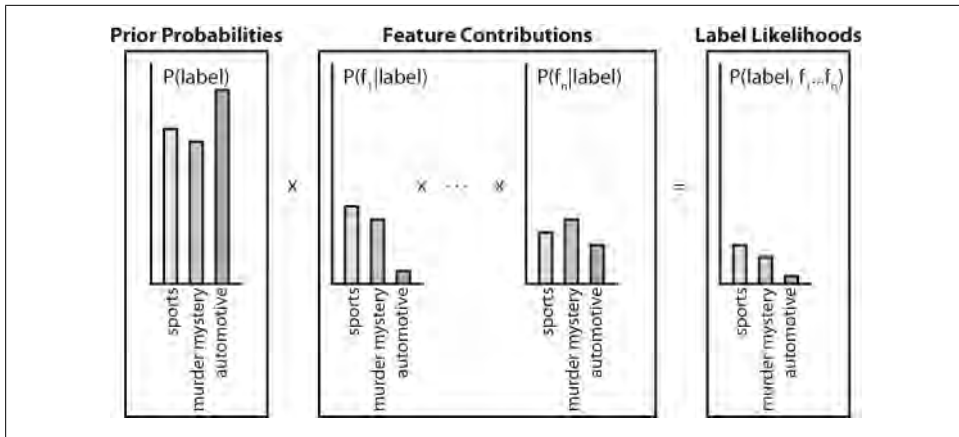 Prior Probabilities
Feature Contributions
Label Likelihoods
P(label)
P(f₁|label)
P(fₙ|label)
P(label, f₁...fₙ)
x
x ... x
=
sports
murder mystery
automotive
sports
murder mystery
automotive
sports
murder mystery
automotive
sports
murder mystery
automotive